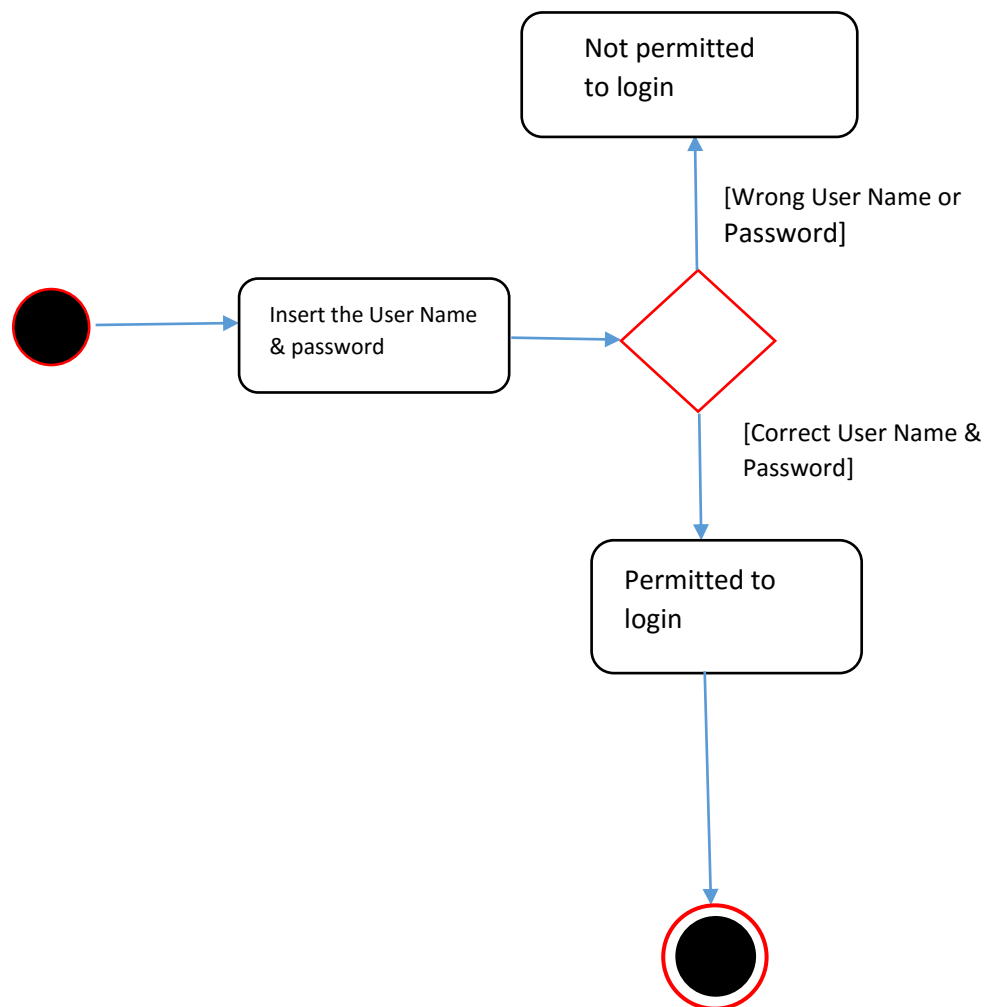 Not permitted
to login
[Wrong User Name or
Password]
Insert the User Name
& password
[Correct User Name &
Password]
Permitted to
login